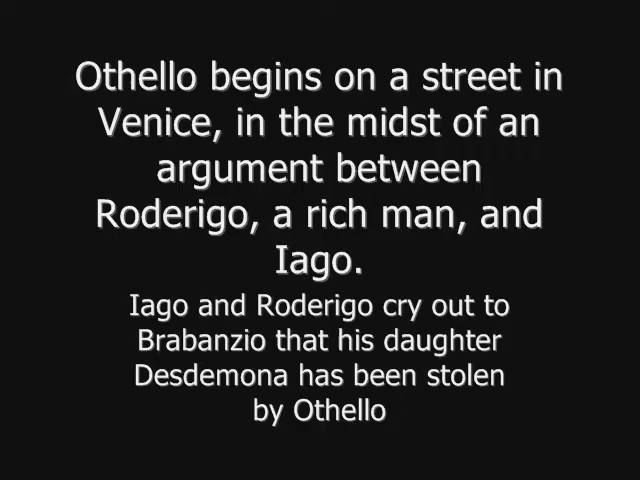 Othello begins on a street in
Venice, in the midst of an
argument between
Roderigo, a rich man, and
Iago.
Iago and Roderigo cry out to
Brabanzio that his daughter
Desdemona has been stolen
by Othello